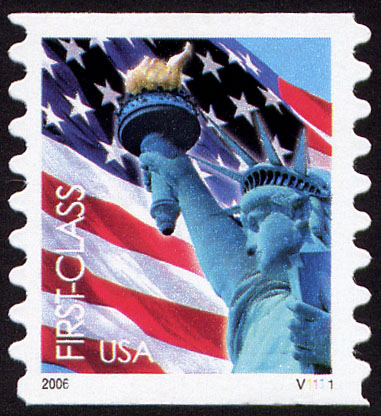 FIRST-CLASS
USA
2006 V1111